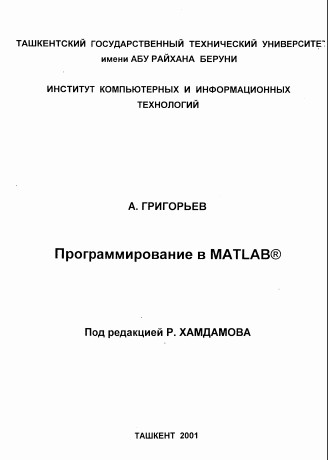 ТАШКЕНТСКИЙ ГОСУДАРСТВЕННЫЙ ТЕХНИЧЕСКИЙ УНИВЕРСИТЕТ
имени АБУ РАЙХАНА БЕРУНИ
ИНСТИТУТ КОМПЬЮТЕРНЫХ И ИНФОРМАЦИОННЫХ
ТЕХНОЛОГИЙ
А. ГРИГОРЬЕВ
Программирование в MATLAB®
Под редакцией Р. ХАМДАМОВА
ТАШКЕНТ 2001